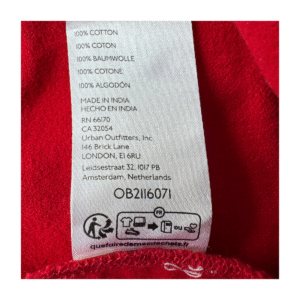 100% COTTON
100% COTON
100% BAUMWOLLE
100% COTONE
100% ALGODÓN
MADE IN INDIA
HECHO EN INDIA
RN 66170
CA 32054
Urban Outfitters, Inc.
146 Brick Lane
LONDON, E1 6RU
Leidsestraat 32, 1017 PB
Amsterdam, Netherlands
OB2116071
FR
OU
quefairedemesdechets.fr